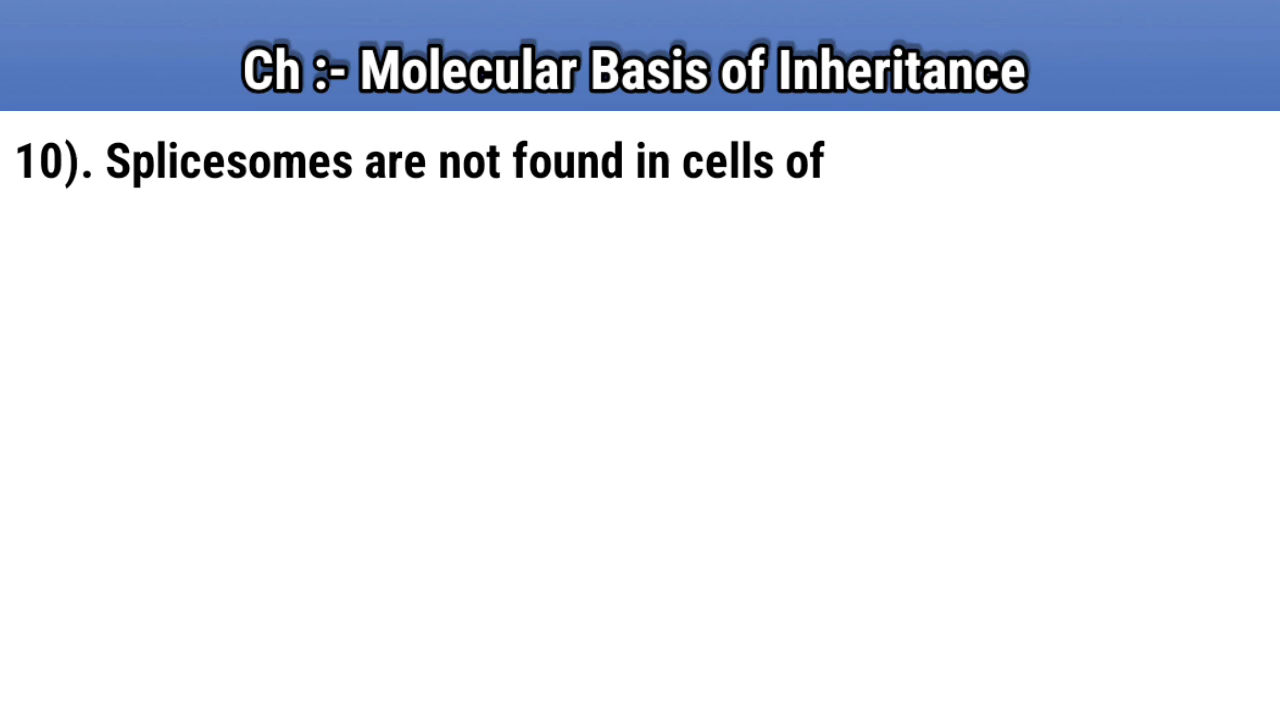 Ch :- Molecular Basis of Inheritance
10). Splicesomes are not found in cells of